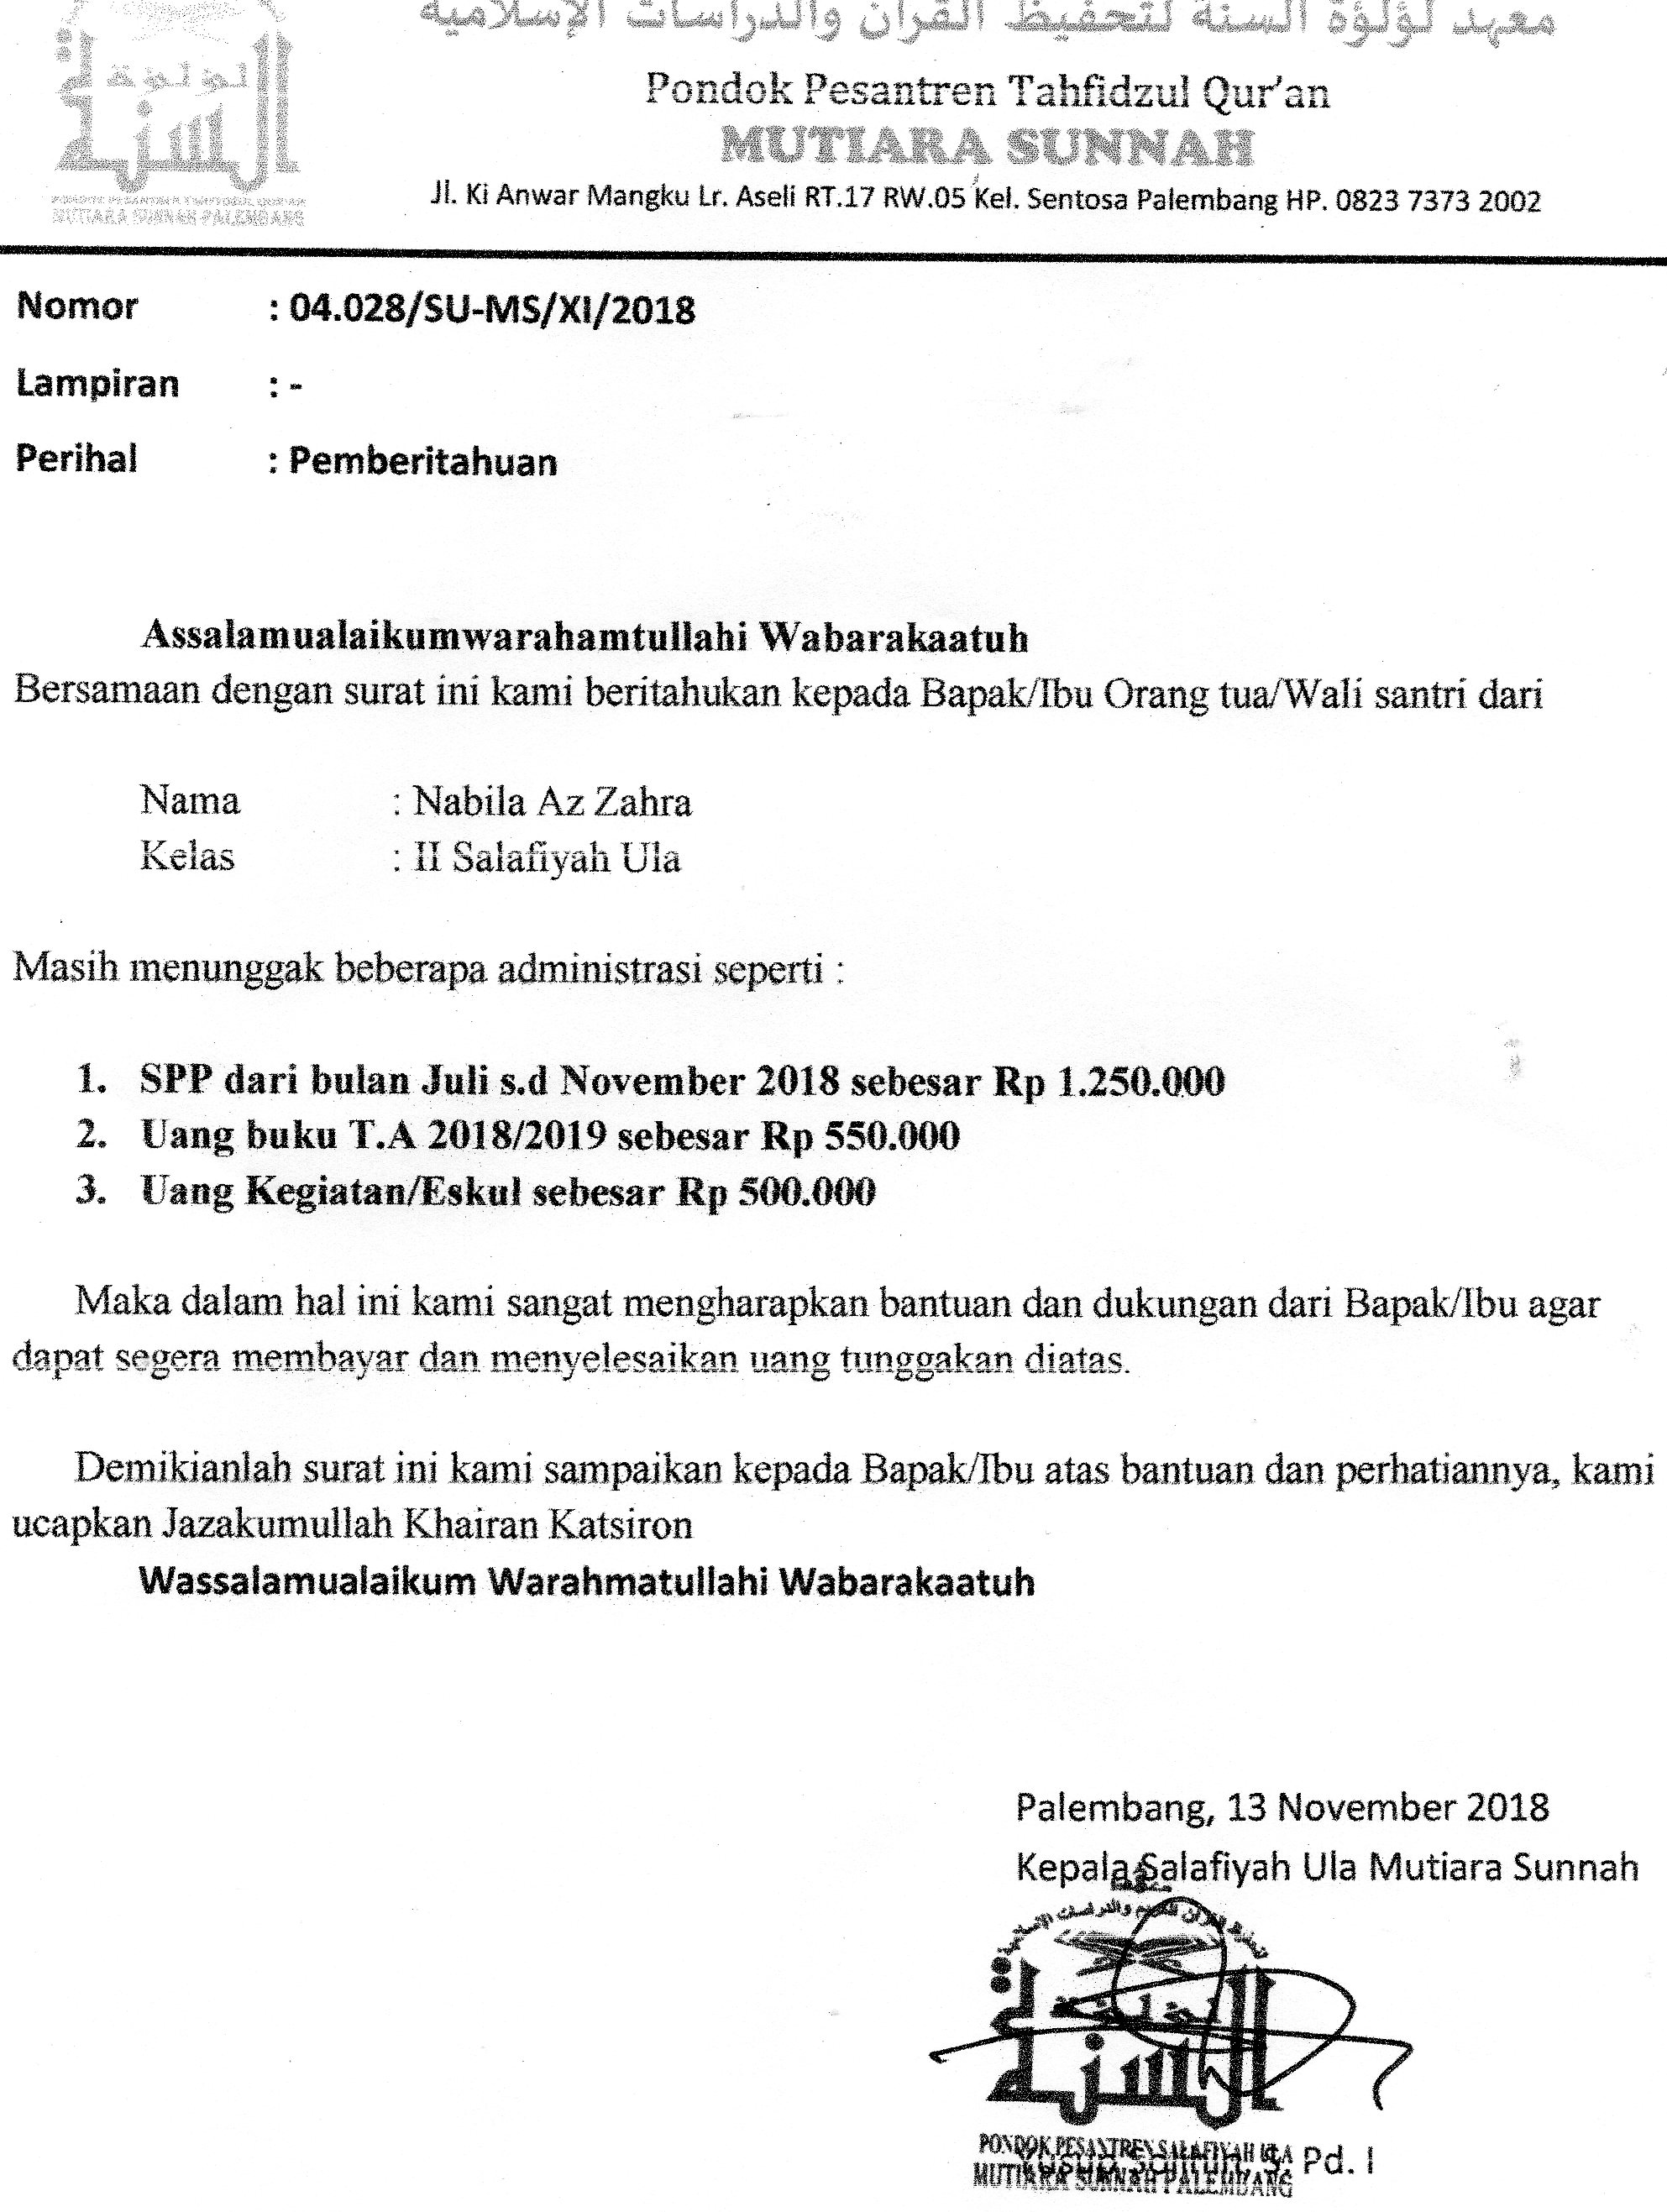 معهد لؤلؤة السنة لتحفيظ القرآن والدراسات الإسلامية
Pondok Pesantren Tahfidzul Qur'an
MUTIARA SUNNAH
Jl. Ki Anwar Mangku Lr. Aseli RT.17 RW.05 Kel. Sentosa Palembang HP. 0823 7373 2002
لؤلؤة
السنة
PONDOK PESANTREN TAHFIDZUL QUR'AN
MUTIARA SUNNAH PALEMBANG
Nomor : 04.028/SU-MS/XI/2018
Lampiran : -
Perihal : Pemberitahuan
Assalamualaikumwarahamtullahi Wabarakaatuh
Bersamaan dengan surat ini kami beritahukan kepada Bapak/Ibu Orang tua/Wali santri dari
Nama : Nabila Az Zahra
Kelas : II Salafiyah Ula
Masih menunggak beberapa administrasi seperti :
1. SPP dari bulan Juli s.d November 2018 sebesar Rp 1.250.000
2. Uang buku T.A 2018/2019 sebesar Rp 550.000
3. Uang Kegiatan/Eskul sebesar Rp 500.000
Maka dalam hal ini kami sangat mengharapkan bantuan dan dukungan dari Bapak/Ibu agar
dapat segera membayar dan menyelesaikan uang tunggakan diatas.
Demikianlah surat ini kami sampaikan kepada Bapak/Ibu atas bantuan dan perhatiannya, kami
ucapkan Jazakumullah Khairan Katsiron
Wassalamualaikum Warahmatullahi Wabarakaatuh
Palembang, 13 November 2018
Kepala Salafiyah Ula Mutiara Sunnah
لؤلؤة
السنة
PONDOK PESANTREN SALAFIYAH ULA
MUTIARA SUNNAH PALEMBANG
S. Pd. I